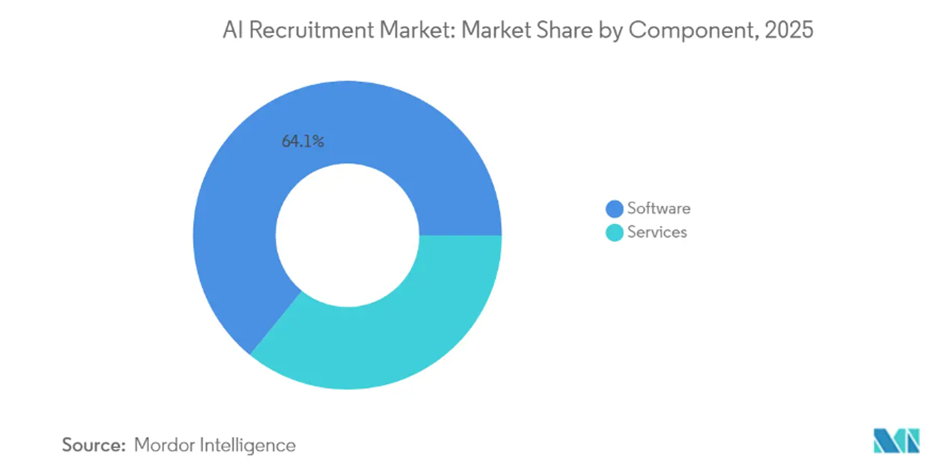 AI Recruitment Market: Market Share by Component, 2025
64.1%
Software
Services
Source: Mordor Intelligence